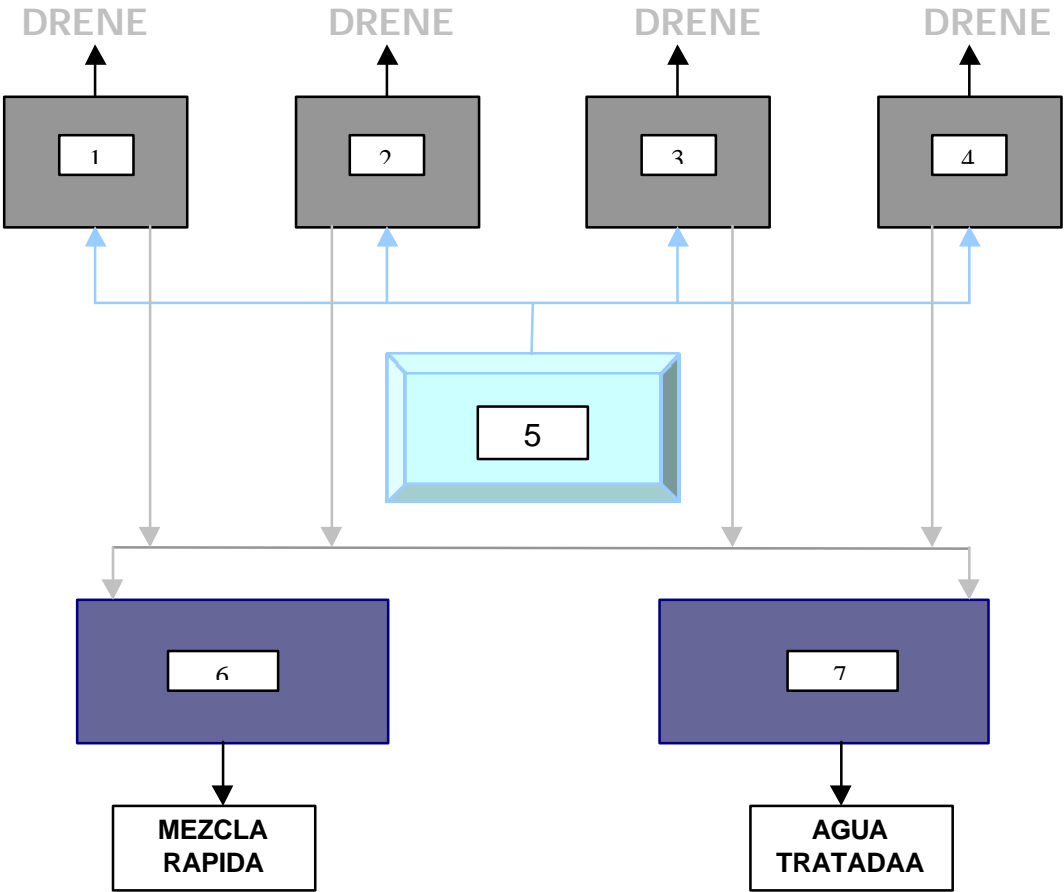 DRENE DRENE DRENE DRENE
1 2 3 4
5
6 7
MEZCLA
RAPIDA
AGUA
TRATADAA